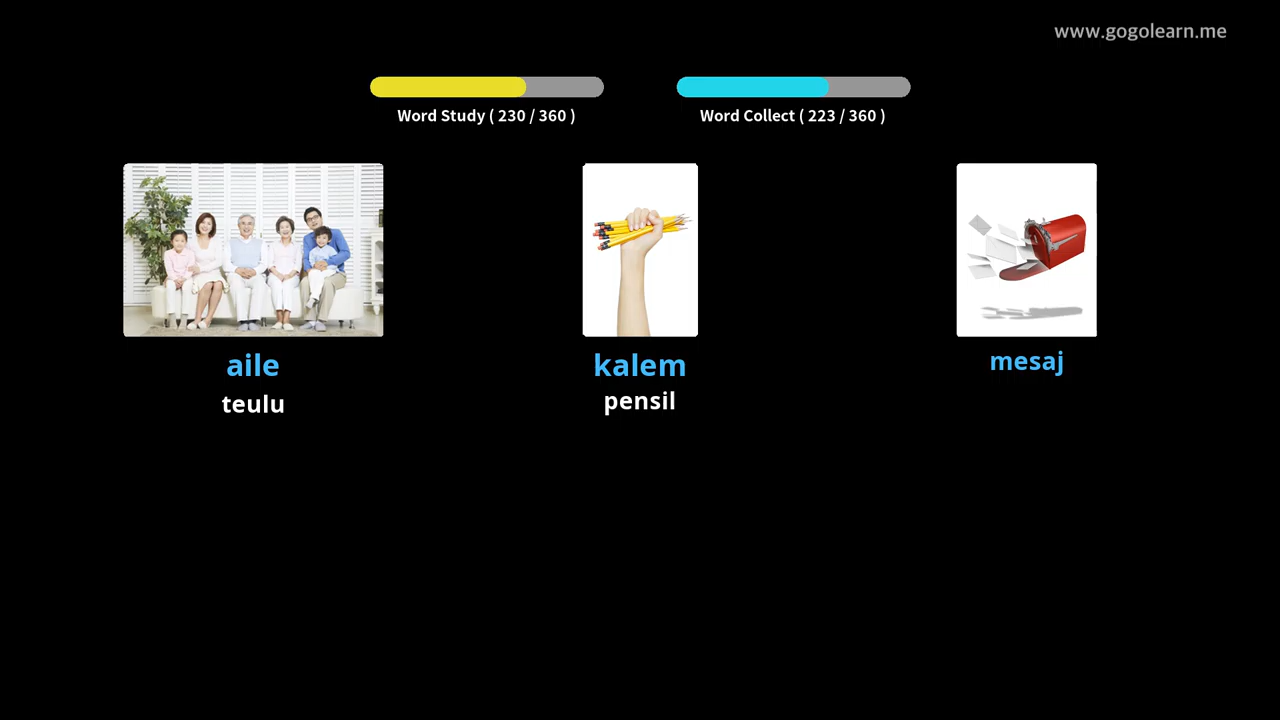 www.gogolearn.me
Word Study ( 230 / 360 )
Word Collect ( 223 / 360 )
aile
teulu
kalem
pensil
mesaj